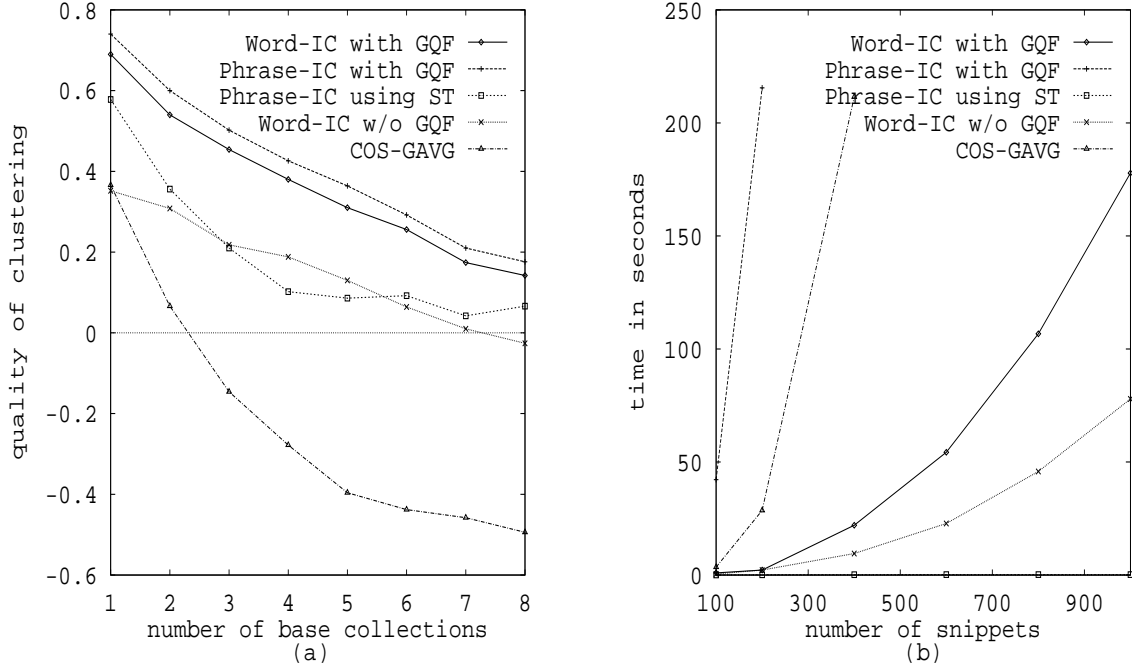 0.8
0.6
0.4
0.2
0
-0.2
-0.4
-0.6
quality of clustering
Word-IC with GQF
Phrase-IC with GQF
Phrase-IC using ST
Word-IC w/o GQF
COS-GAVG
1 2 3 4 5 6 7 8
number of base collections
(a)
250
200
150
100
50
0
time in seconds
Word-IC with GQF
Phrase-IC with GQF
Phrase-IC using ST
Word-IC w/o GQF
COS-GAVG
100 300 500 700 900
number of snippets
(b)